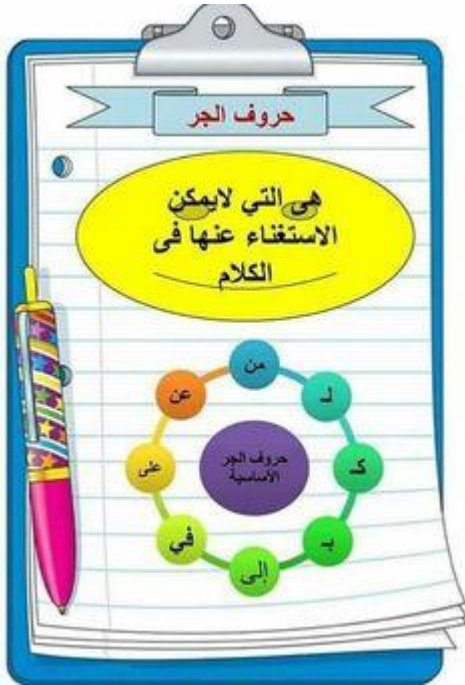 حروف الجر
هى التي لايمكن
الاستغناء عنها فى
الكلام
من
لـ
كـ
بـ
إلى
في
على
عن
حروف الجر
الأساسية